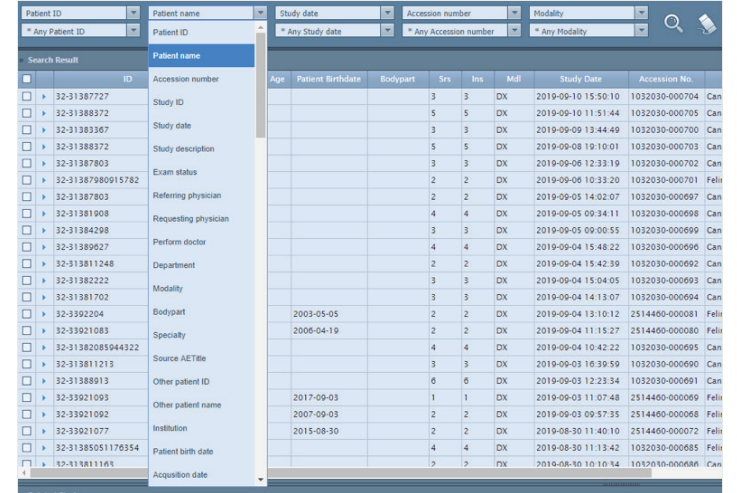 Patient ID Patient name Study date Accession number Modality
* Any Patient ID * Any Study date * Any Accession number * Any Modality
Patient ID
Patient name
Accession number
Study ID
Study date
Study description
Exam status
Referring physician
Requesting physician
Perform doctor
Department
Modality
Bodypart
Specialty
Source AETitle
Other patient ID
Other patient name
Institution
Patient birth date
Acqusition date
Search Result
ID Age Patient Birthdate Bodypart Srs Ins Mdl Study Date Accession No.
32-31387727 3 3 DX 2019-09-10 15:50:10 1032030-000704 Can
32-31388372 5 5 DX 2019-09-10 11:51:44 1032030-000705 Can
32-31383367 3 3 DX 2019-09-09 13:44:49 1032030-000700 Can
32-31388372 5 5 DX 2019-09-08 19:10:01 1032030-000703 Can
32-31387803 3 3 DX 2019-09-06 12:33:19 1032030-000702 Can
32-31387980915782 2 2 DX 2019-09-06 10:33:20 1032030-000701 Feli
32-31387803 2 2 DX 2019-09-05 14:02:07 1032030-000697 Can
32-31381908 4 4 DX 2019-09-05 09:34:11 1032030-000698 Can
32-31384298 3 3 DX 2019-09-05 09:00:55 1032030-000699 Can
32-31389627 4 4 DX 2019-09-04 15:48:22 1032030-000696 Can
32-313811248 2 2 DX 2019-09-04 15:42:39 1032030-000692 Can
32-31382222 3 3 DX 2019-09-04 15:04:05 1032030-000693 Can
32-31381702 3 3 DX 2019-09-04 14:13:07 1032030-000694 Can
32-3392204 2003-05-05 2 2 DX 2019-09-04 13:10:12 2514460-000081 Feli
32-33921083 2006-04-19 2 2 DX 2019-09-04 11:15:27 2514460-000080 Feli
32-31382085944322 4 4 DX 2019-09-04 10:42:22 1032030-000695 Can
32-313811213 3 3 DX 2019-09-03 16:39:59 1032030-000690 Can
32-31388913 6 6 DX 2019-09-03 12:23:34 1032030-000691 Can
32-33921093 2017-09-03 1 1 DX 2019-09-03 11:07:48 2514460-000069 Feli
32-33921092 2007-09-03 2 2 DX 2019-09-03 09:57:35 2514460-000068 Feli
32-33921077 2015-08-30 2 2 DX 2019-08-30 11:40:10 2514460-000072 Feli
32-31385051176354 4 4 DX 2019-08-30 11:13:42 1032030-000685 Feli
32-313811163 2 2 DX 2019-08-30 10:10:34 1032030-000686 Can